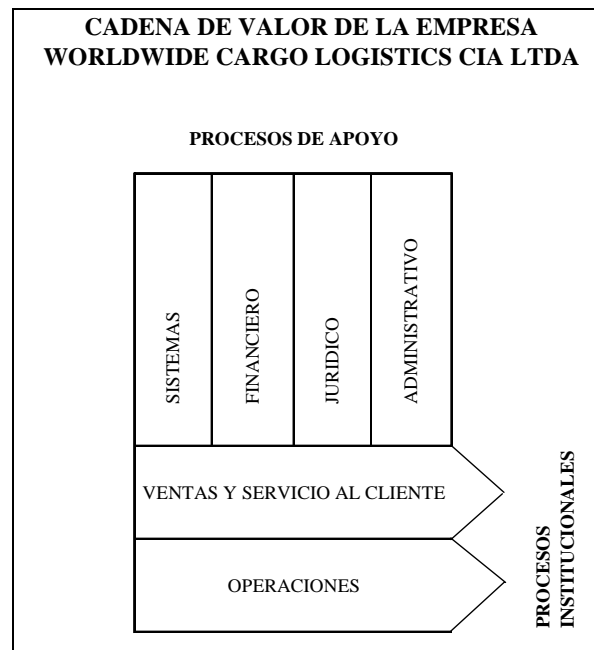 CADENA DE VALOR DE LA EMPRESA
WORLDWIDE CARGO LOGISTICS CIA LTDA
PROCESOS DE APOYO
SISTEMAS
FINANCIERO
JURIDICO
ADMINISTRATIVO
VENTAS Y SERVICIO AL CLIENTE
OPERACIONES
PROCESOS
INSTITUCIONALES